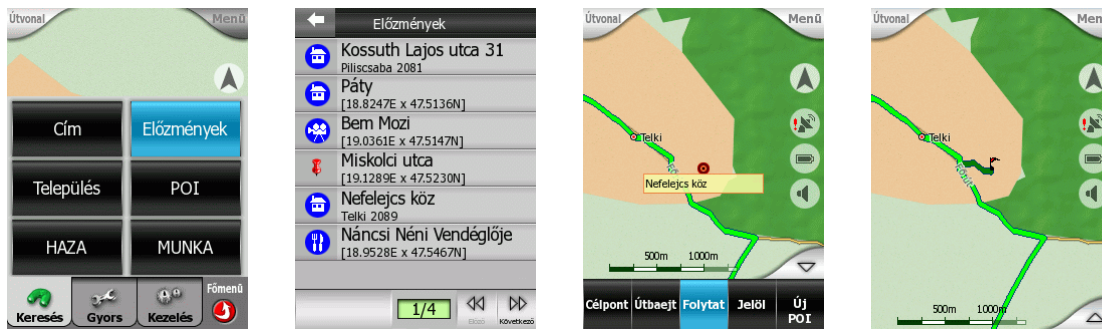 Útvonal
Menü
Cím
Előzmények
Település
POI
HAZA
MUNKA
Keresés
Gyors
Kezelés
Főmenü
Előzmények
Kossuth Lajos utca 31
Piliscsaba 2081
Páty
[18.8247E x 47.5136N]
Bem Mozi
[19.0361E x 47.5147N]
Miskolci utca
[19.1289E x 47.5230N]
Nefelejcs köz
Telki 2089
Náncsi Néni Vendéglője
[18.9528E x 47.5467N]
1/4
Előző
Következő
Útvonal
Menü
Telki
Nefelejcs köz
500m
1000m
Célpont
Útbaejt
Folytat
Jelöl
Új
POI
Útvonal
Men
Telki
Főút
500m
1000m